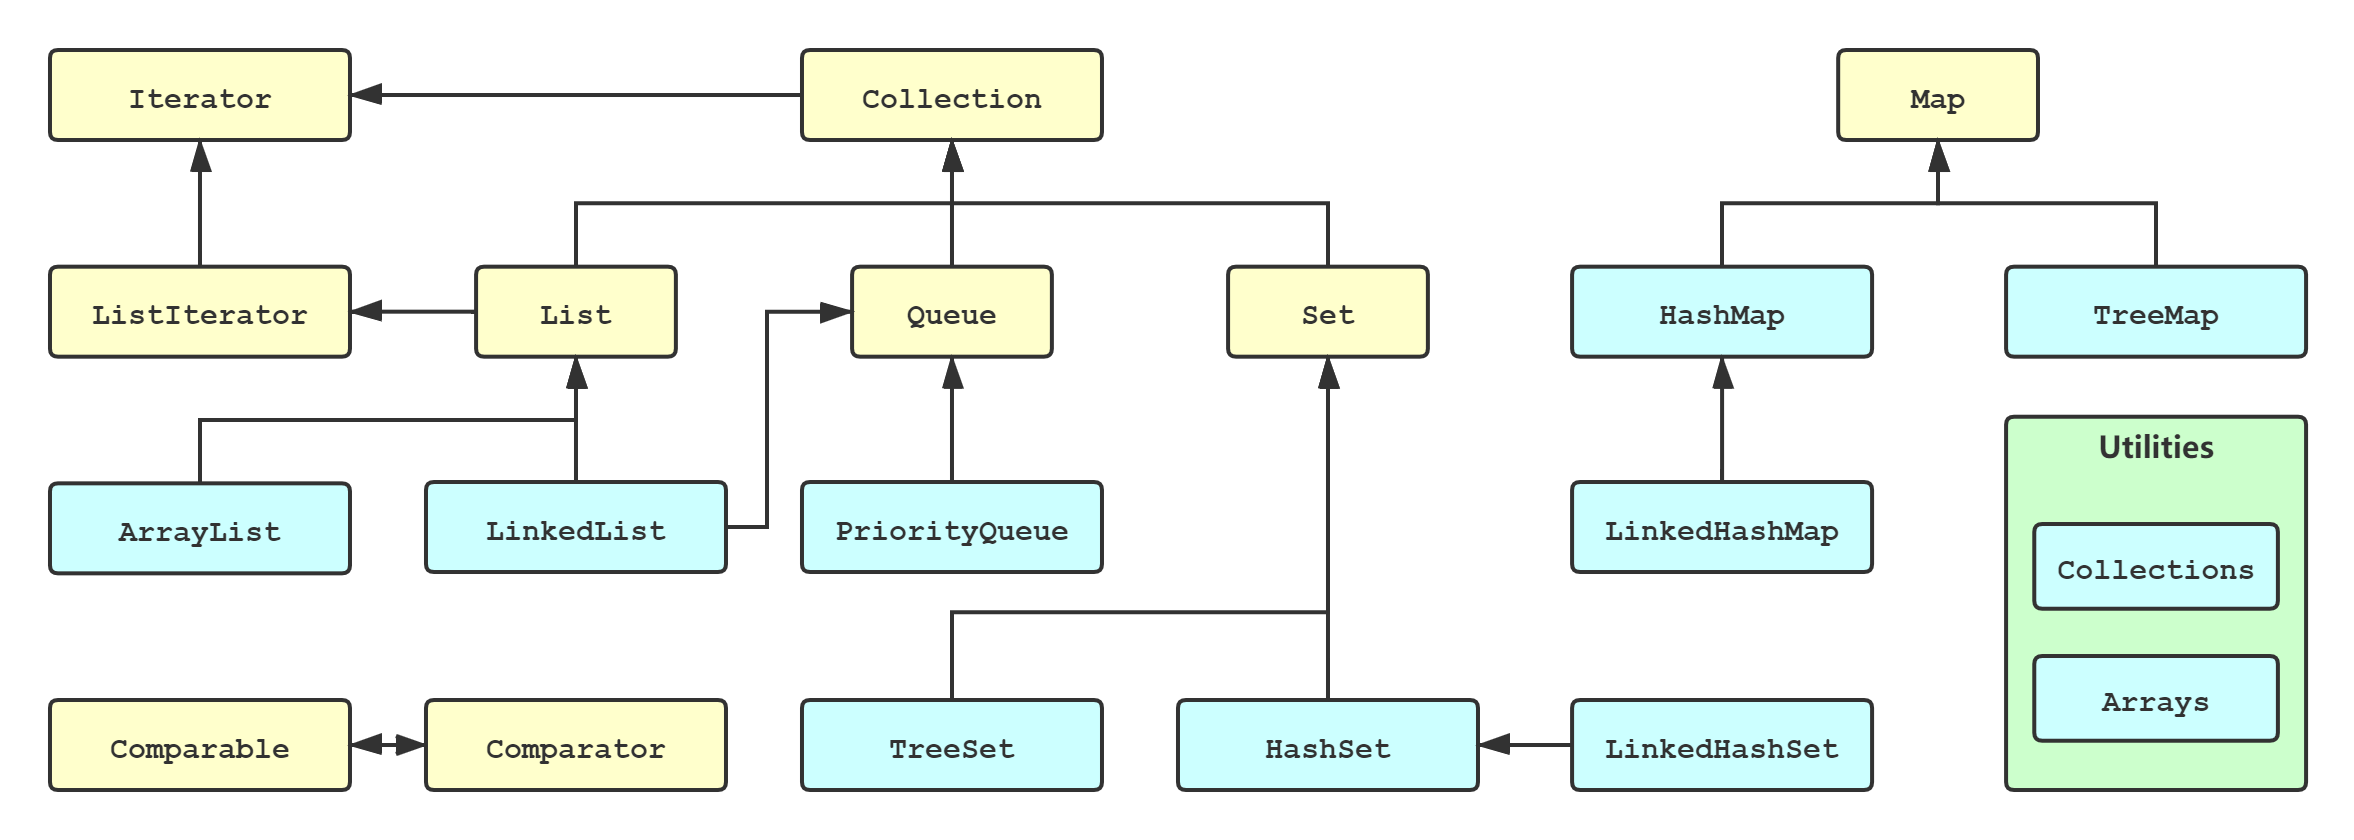 Iterator
Collection
Map
ListIterator
List
Queue
Set
HashMap
TreeMap
Utilities
ArrayList
LinkedList
PriorityQueue
LinkedHashMap
Collections
Arrays
Comparable
Comparator
TreeSet
HashSet
LinkedHashSet